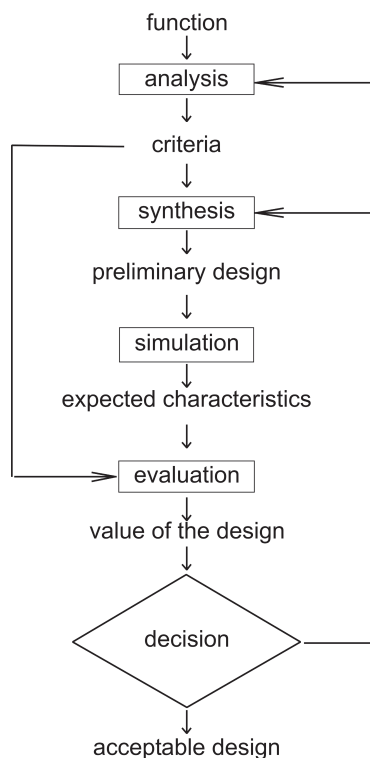 function
analysis
criteria
synthesis
preliminary design
simulation
expected characteristics
evaluation
value of the design
decision
acceptable design